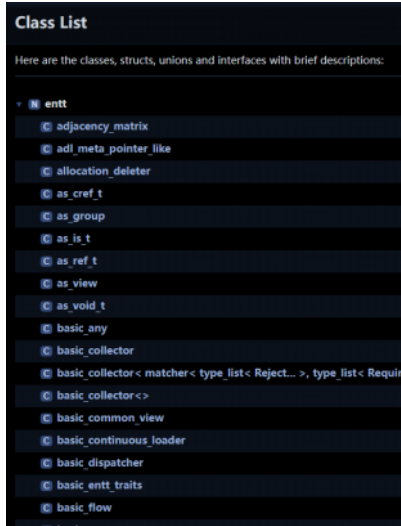 Class List
Here are the classes, structs, unions and interfaces with brief descriptions:
N entt
C adjacency_matrix
C adl_meta_pointer_like
C allocation_deleter
C as_cref_t
C as_group
C as_is_t
C as_ref_t
C as_view
C as_void_t
C basic_any
C basic_collector
C basic_collector< matcher< type_list< Reject... >, type_list<
C basic_collector<>
C basic_common_view
C basic_continuous_loader
C basic_dispatcher
C basic_entt_traits
C basic_flow